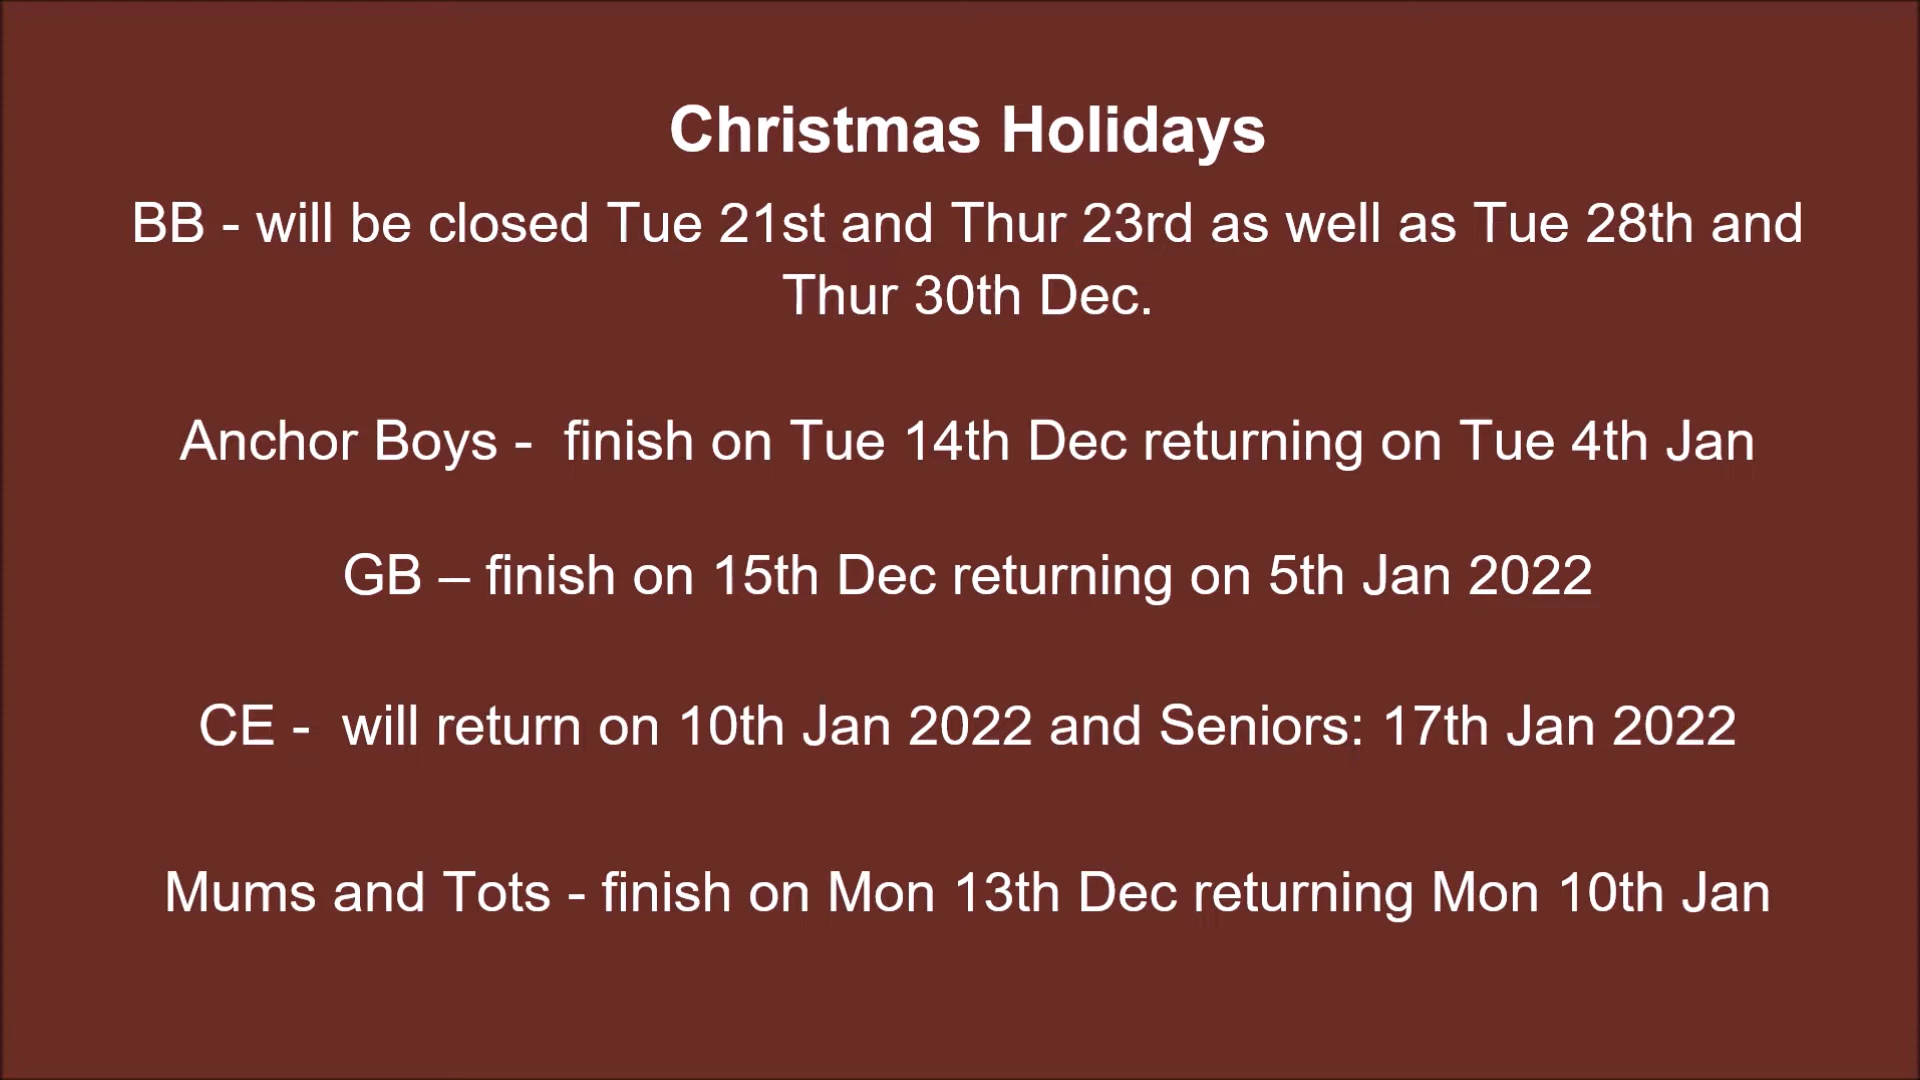 Christmas Holidays
BB - will be closed Tue 21st and Thur 23rd as well as Tue 28th and
Thur 30th Dec.
Anchor Boys -  finish on Tue 14th Dec returning on Tue 4th Jan
GB – finish on 15th Dec returning on 5th Jan 2022
CE -  will return on 10th Jan 2022 and Seniors: 17th Jan 2022
Mums and Tots - finish on Mon 13th Dec returning Mon 10th Jan